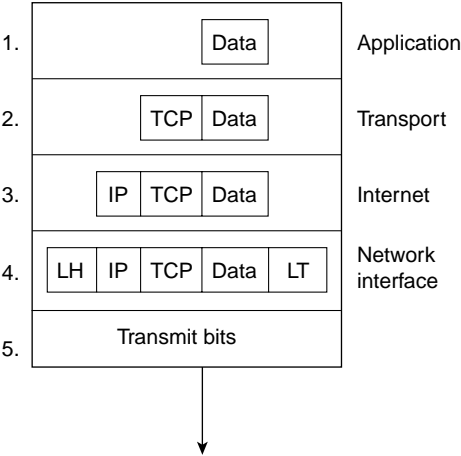 1. Data Application
2. TCP Data Transport
3. IP TCP Data Internet
4. LH IP TCP Data LT Network
interface
5. Transmit bits